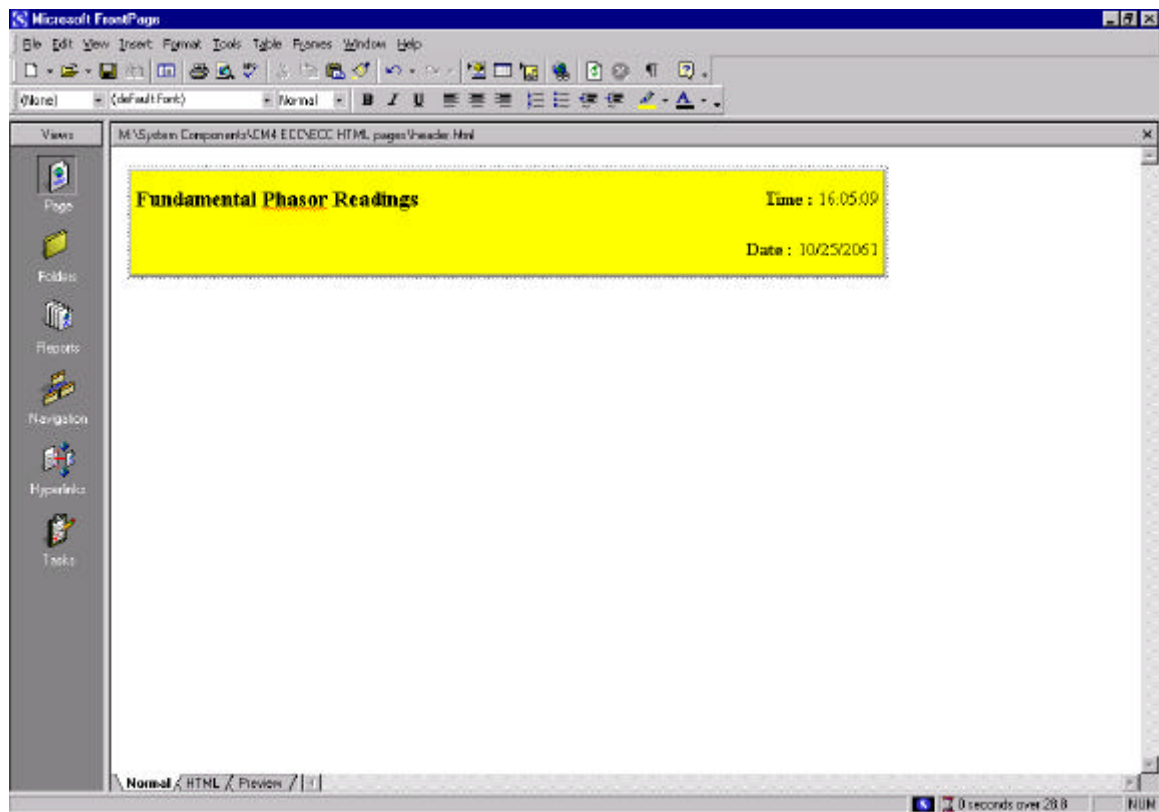 Microsoft FrontPage
File Edit View Insert Format Tools Table Frames Window Help
(None) (default font) Normal B I U A
Views M:\System Components\CM4 ECC\ECC HTML pages\header.html
Page
Folders
Reports
Navigation
Hyperlinks
Tasks
Fundamental Phasor Readings Time : 16:05:09
Date : 10/25/2061
Normal HTML Preview
0 seconds over 28.8 NUM